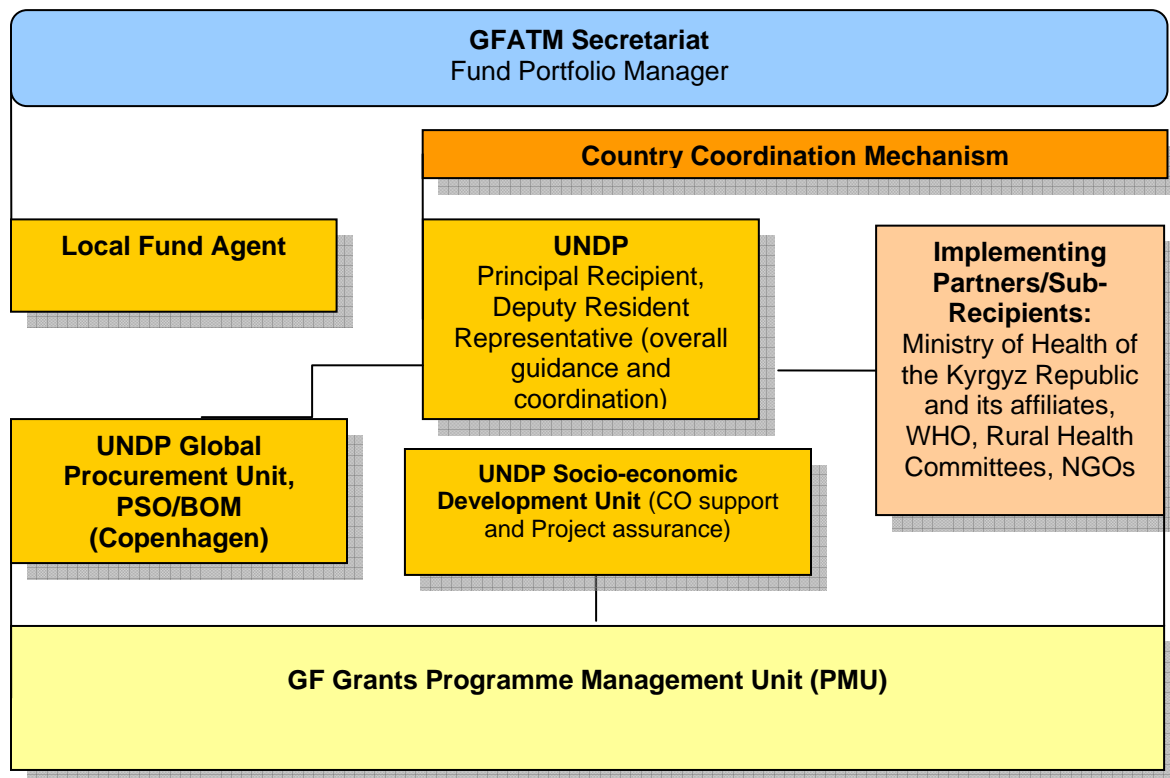 GFATM Secretariat
Fund Portfolio Manager
Country Coordination Mechanism
Local Fund Agent
UNDP
Principal Recipient,
Deputy Resident
Representative (overall
guidance and
coordination)
Implementing
Partners/Sub-
Recipients:
Ministry of Health of
the Kyrgyz Republic
and its affiliates,
WHO, Rural Health
Committees, NGOs
UNDP Global
Procurement Unit,
PSO/BOM
(Copenhagen)
UNDP Socio-economic
Development Unit (CO support
and Project assurance)
GF Grants Programme Management Unit (PMU)